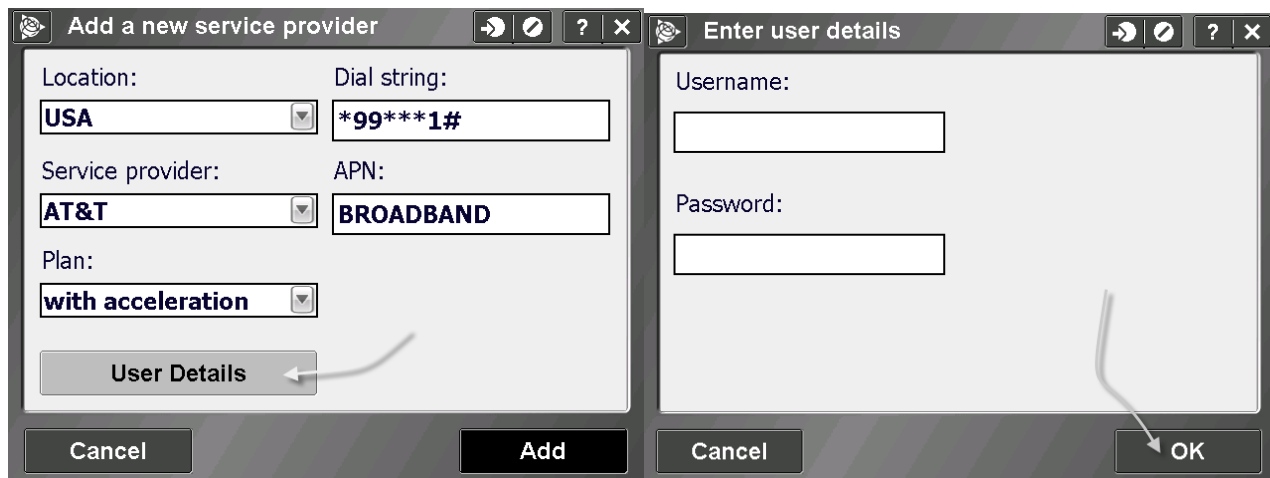 Add a new service provider
? X
Location:
Dial string:
USA
*99***1#
Service provider:
APN:
AT&T
BROADBAND
Plan:
with acceleration
User Details
Cancel
Add
Enter user details
? X
Username:
Password:
Cancel
OK